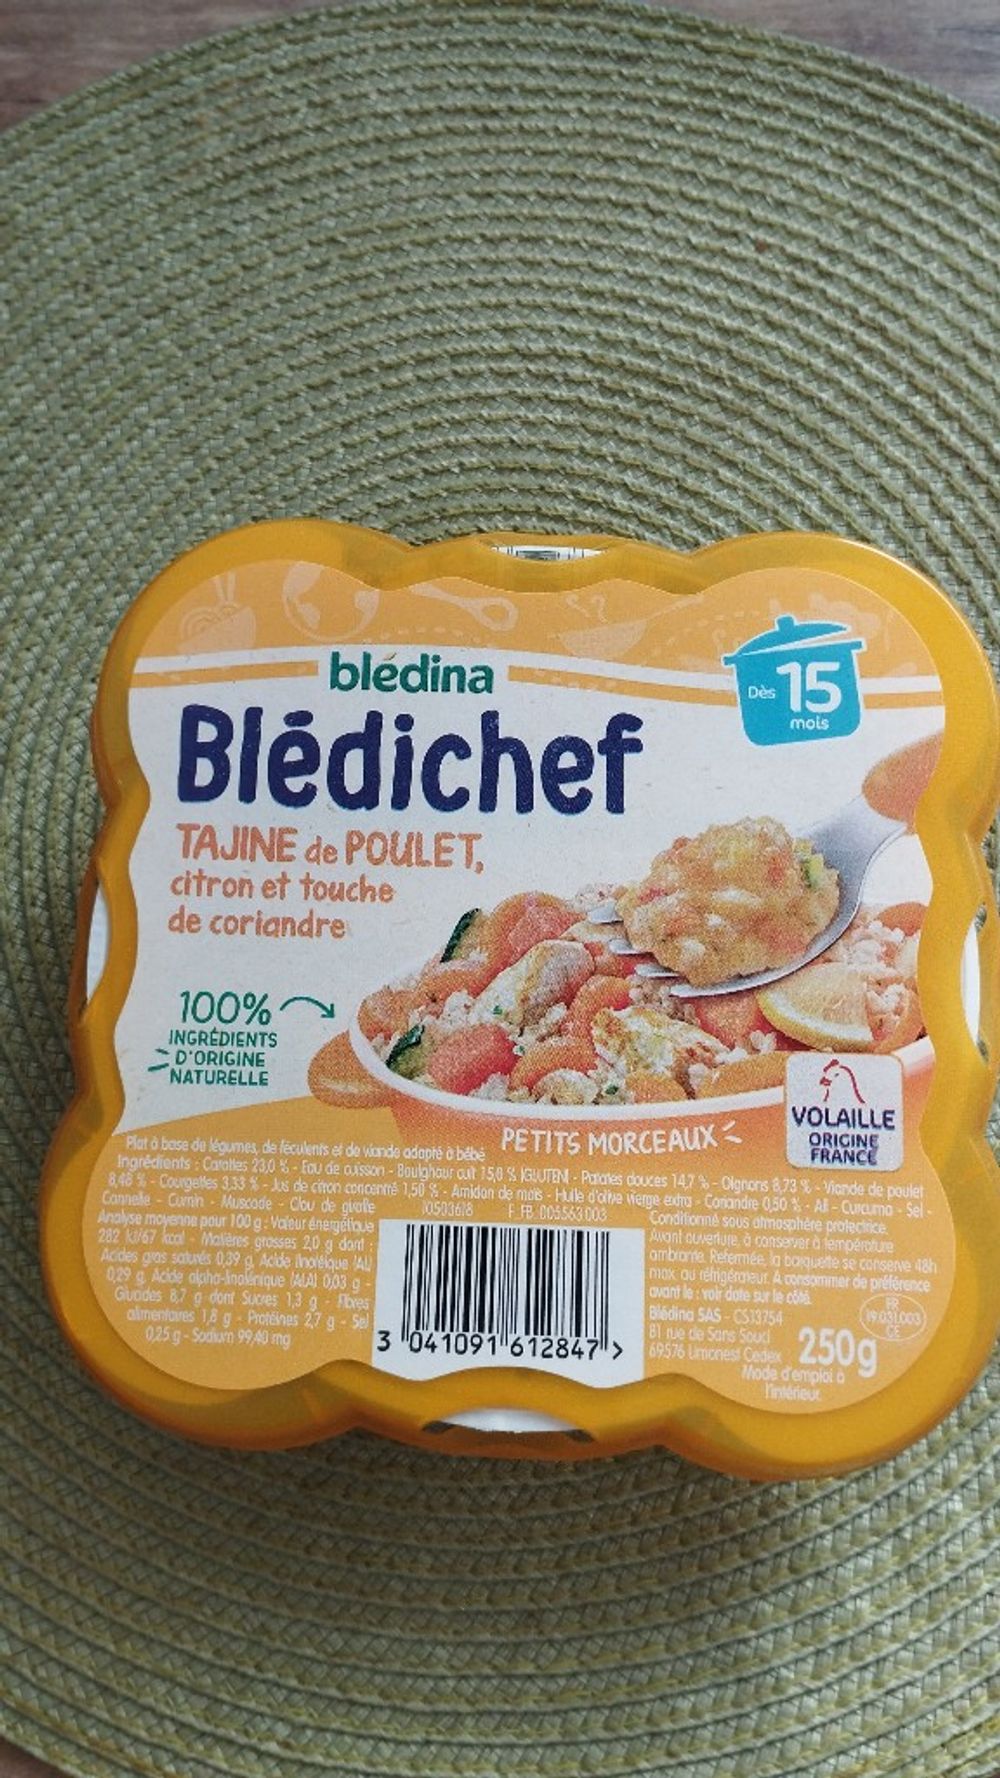 blédina
Dès 15
mois
Blédichef
TAJINE de POULET,
citron et touche
de coriandre
100%
INGRÉDIENTS
D'ORIGINE
NATURELLE
VOLAILLE
ORIGINE
FRANCE
PETITS MORCEAUX
Plat à base de légumes, de féculents et de viande adapté à bébé
Ingrédients : Carottes 23,0 % - Eau de cuisson - Boulghour cuit 15,0 % (GLUTEN) - Patates douces 14,7 % - Oignons 8,73 % - Viande de poulet
8,48 % - Courgettes 3,33 % - Jus de citron concentré 1,50 % - Amidon de maïs - Huile d'olive vierge extra - Coriandre 0,50 % - Ail - Curcuma - Sel -
Cannelle - Cumin - Muscade - Clou de girofle
10503618 F_FB_005563 003
Analyse moyenne pour 100 g : Valeur énergétique
282 kJ/67 kcal - Matières grasses 2,0 g dont :
Acides gras saturés 0,39 g, Acide linoléique (AL)
0,29 g, Acide alpha-linolénique (ALA) 0,03 g -
Glucides 8,7 g dont Sucres 1,3 g - Fibres
alimentaires 1,8 g - Protéines 2,7 g - Sel
0,25 g - Sodium 99,40 mg
3 041091 612847 >
Conditionné sous atmosphère protectrice.
Avant ouverture, à conserver à température
ambiante. Refermée, la barquette se conserve 48h
max. au réfrigérateur. A consommer de préférence
avant le : voir date sur le côté.
Blédina SAS - CS13754
81 rue de Sans Souci
69576 Limonest Cedex
FR
19.031.003
CE
250g
Mode d'emploi à
l'intérieur.